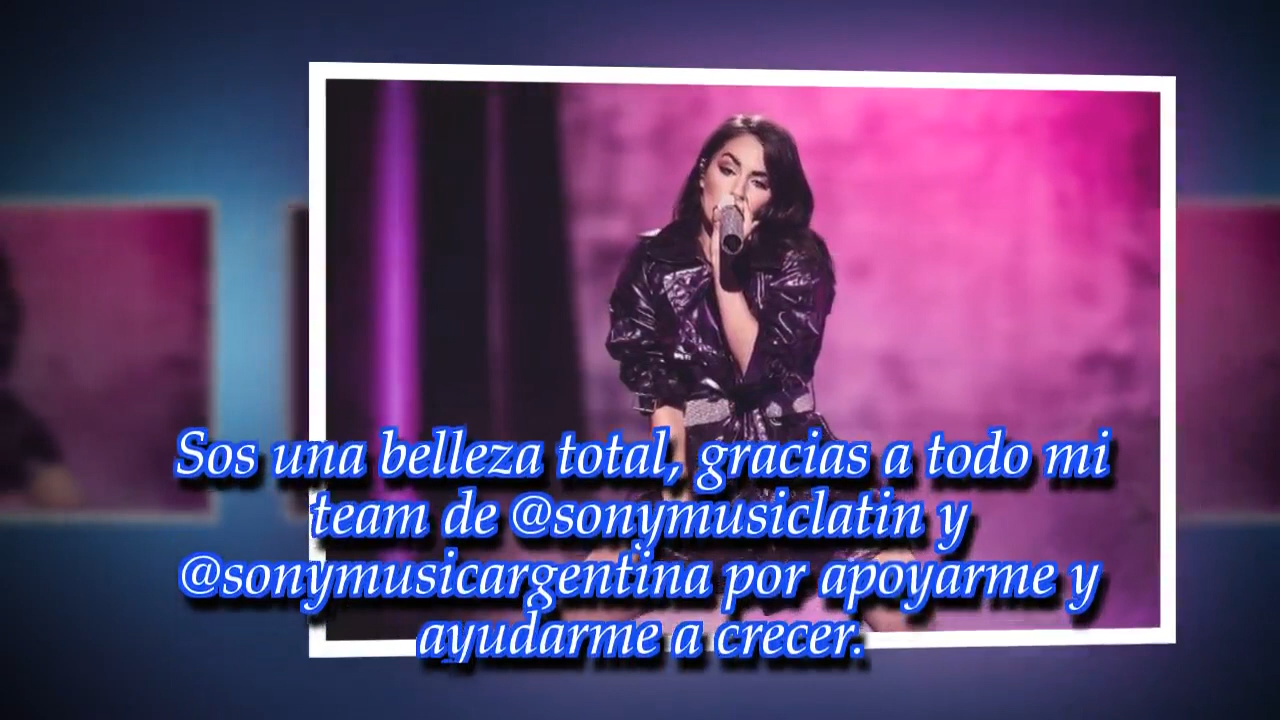 Sos una belleza total, gracias a todo mi
team de @sonymusiclatin y
@sonymusicargentina por apoyarme y
ayudarme a crecer.